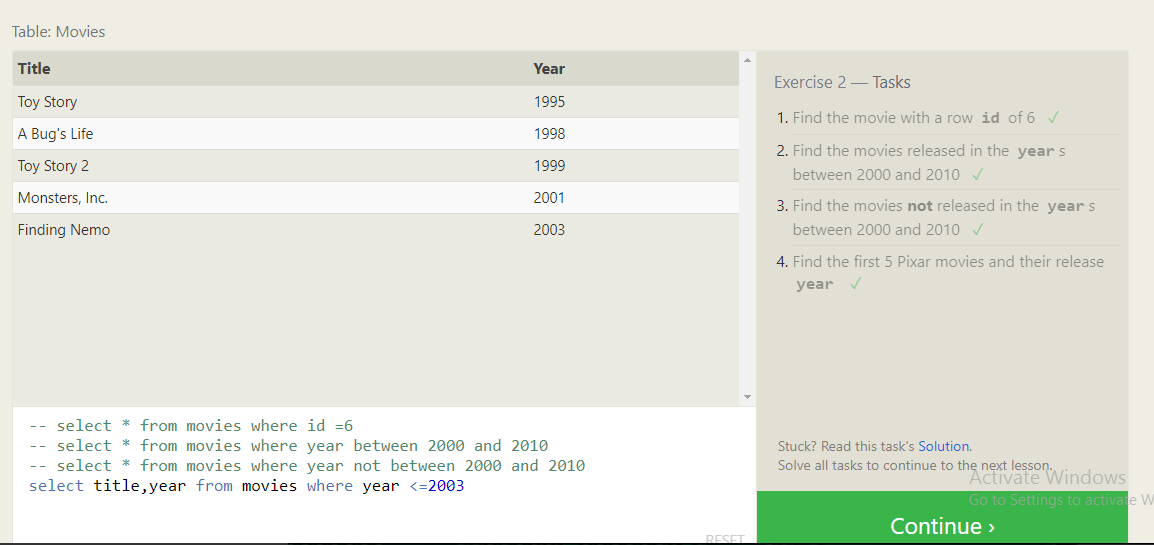 Table: Movies
Title Year
Toy Story 1995
A Bug's Life 1998
Toy Story 2 1999
Monsters, Inc. 2001
Finding Nemo 2003
-- select * from movies where id =6
-- select * from movies where year between 2000 and 2010
-- select * from movies where year not between 2000 and 2010
select title,year from movies where year <=2003
RESET
Exercise 2 — Tasks
1. Find the movie with a row id of 6 ✓
2. Find the movies released in the year s
between 2000 and 2010 ✓
3. Find the movies not released in the year s
between 2000 and 2010 ✓
4. Find the first 5 Pixar movies and their release
year ✓
Stuck? Read this task's Solution.
Solve all tasks to continue to the next lesson.
Activate Windows
Go to Settings to activate W
Continue ›